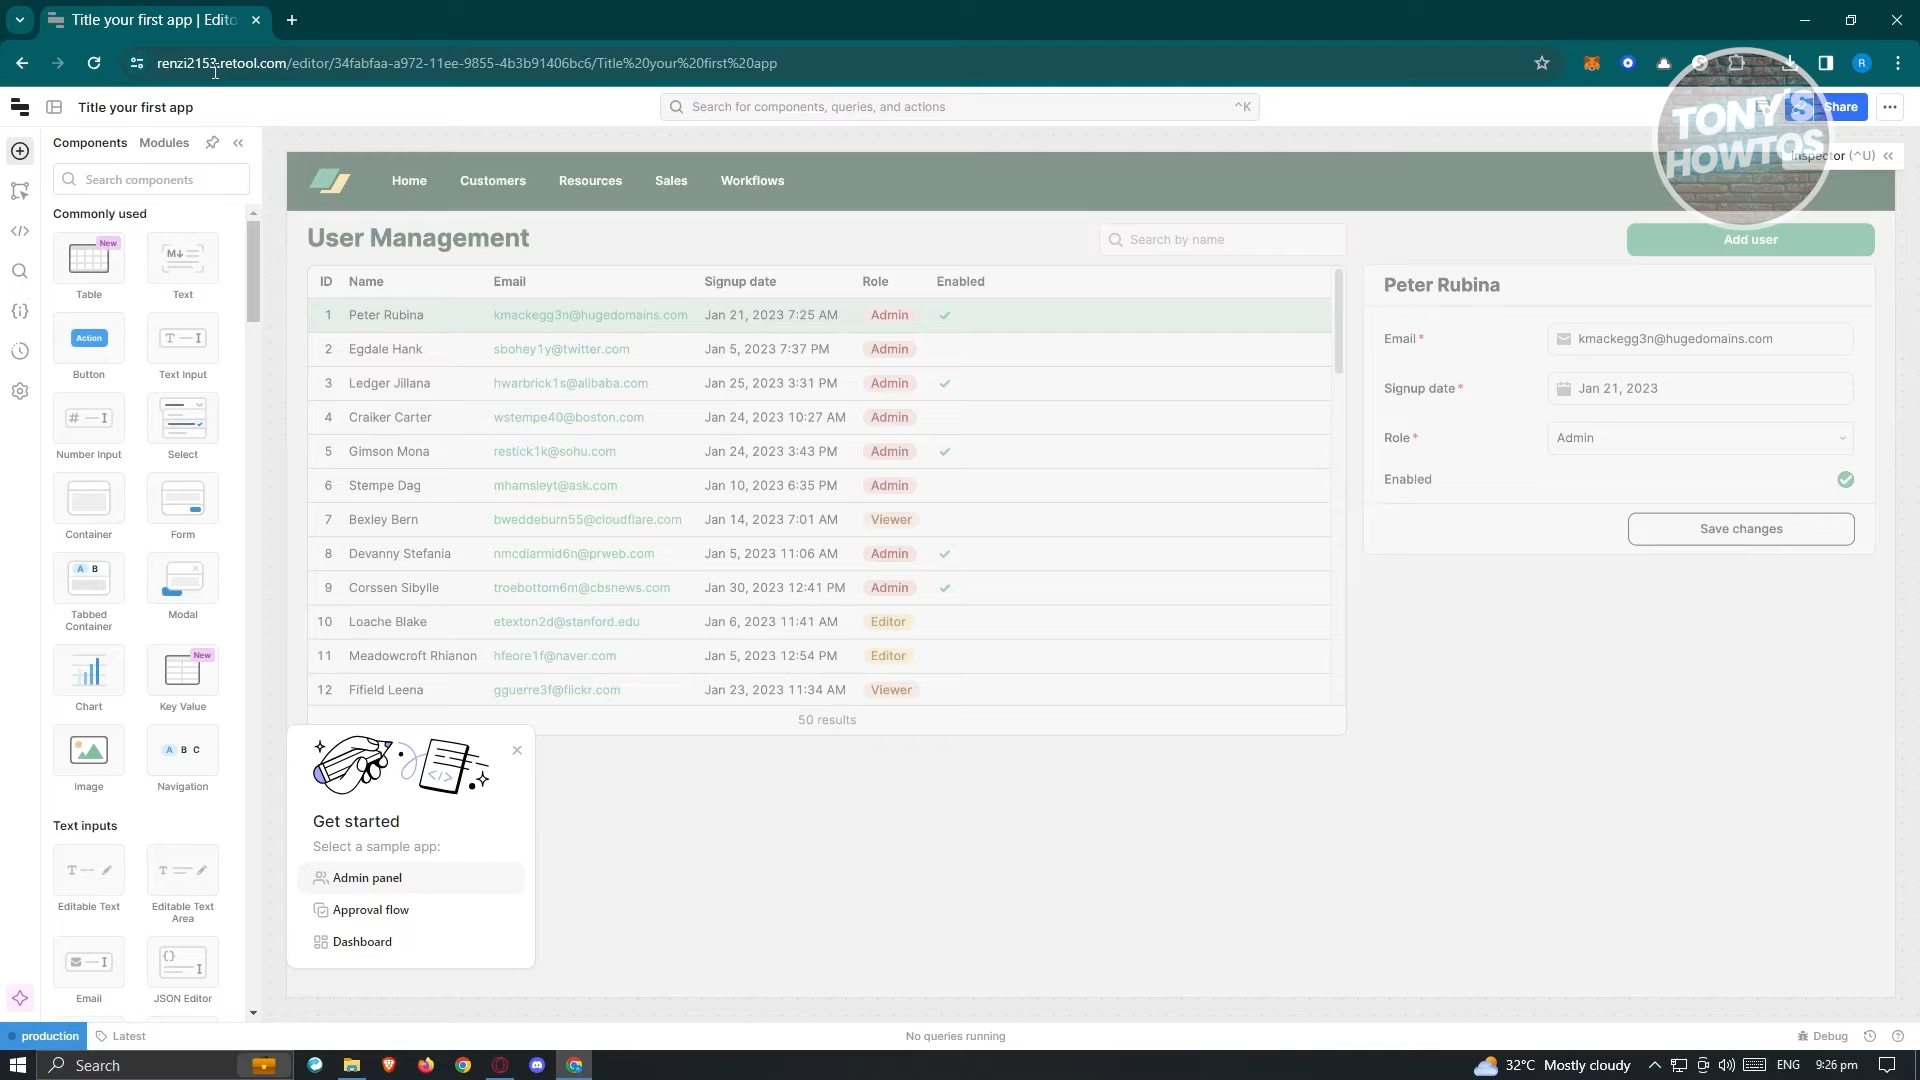 Title your first app | Edito
renzi2153.retool.com/editor/34fabfaa-a972-11ee-9855-4b3b91406bc6/Title%20your%20first%20app
R
Title your first app
Search for components, queries, and actions
^K
Share
TONY'S
HOWTOS
Components
Modules
Inspector (^U)
Search components
Commonly used
New
Table
Text
Action
Button
Text Input
Number Input
Select
Container
Form
A B
Tabbed
Container
Modal
New
Chart
Key Value
A B C
Image
Navigation
Text inputs
Editable Text
Editable Text
Area
Email
JSON Editor
Home
Customers
Resources
Sales
Workflows
User Management
Search by name
Add user
ID Name Email Signup date Role Enabled
1 Peter Rubina kmackegg3n@hugedomains.com Jan 21, 2023 7:25 AM Admin
2 Egdale Hank sbohey1y@twitter.com Jan 5, 2023 7:37 PM Admin
3 Ledger Jillana hwarbrick1s@alibaba.com Jan 25, 2023 3:31 PM Admin
4 Craiker Carter wstempe40@boston.com Jan 24, 2023 10:27 AM Admin
5 Gimson Mona restick1k@sohu.com Jan 24, 2023 3:43 PM Admin
6 Stempe Dag mhamsleyt@ask.com Jan 10, 2023 6:35 PM Admin
7 Bexley Bern bweddeburn55@cloudflare.com Jan 14, 2023 7:01 AM Viewer
8 Devanny Stefania nmcdiarmid6n@prweb.com Jan 5, 2023 11:06 AM Admin
9 Corssen Sibylle troebottom6m@cbsnews.com Jan 30, 2023 12:41 PM Admin
10 Loache Blake etexton2d@stanford.edu Jan 6, 2023 11:41 AM Editor
11 Meadowcroft Rhianon hfeore1f@naver.com Jan 5, 2023 12:54 PM Editor
12 Fifield Leena gguerre3f@flickr.com Jan 23, 2023 11:34 AM Viewer
50 results
Peter Rubina
Email * kmackegg3n@hugedomains.com
Signup date * Jan 21, 2023
Role * Admin
Enabled
Save changes
Get started
Select a sample app:
Admin panel
Approval flow
Dashboard
production
Latest
No queries running
Debug
Search
32°C Mostly cloudy
ENG
9:26 pm